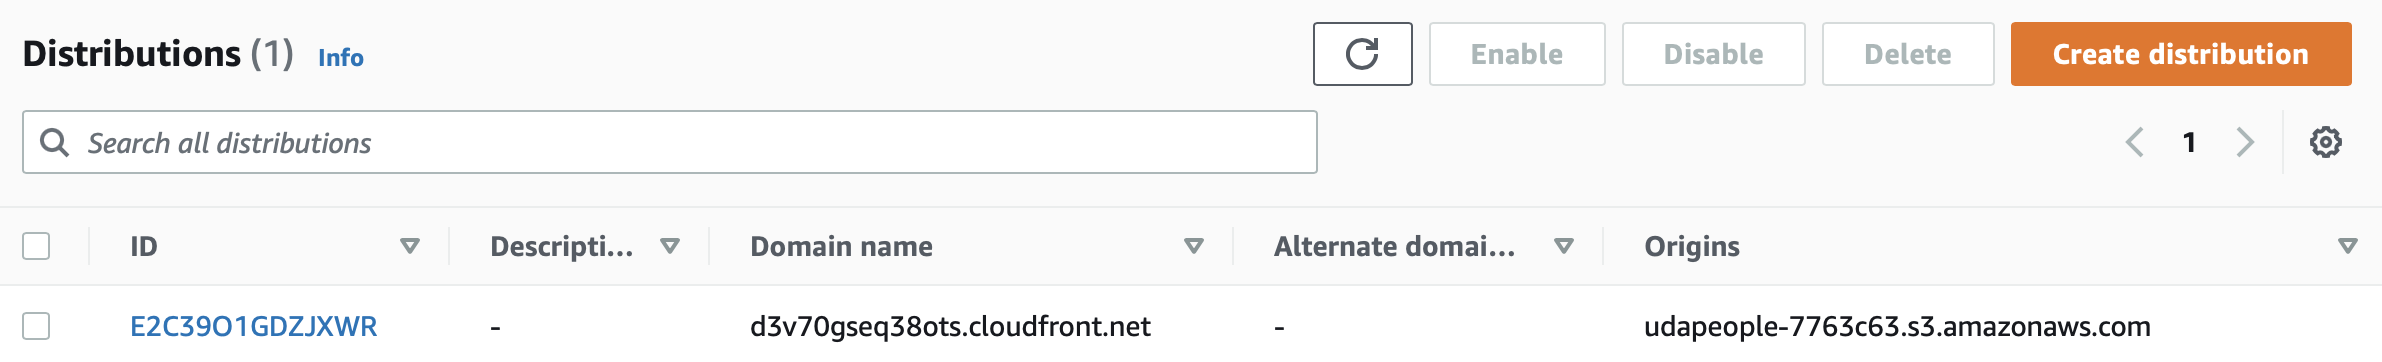 Distributions (1) Info Enable Disable Delete Create distribution
Search all distributions 1
ID Descripti... Domain name Alternate domai... Origins
E2C39O1GDZJXWR - d3v70gseq38ots.cloudfront.net - udapeople-7763c63.s3.amazonaws.com